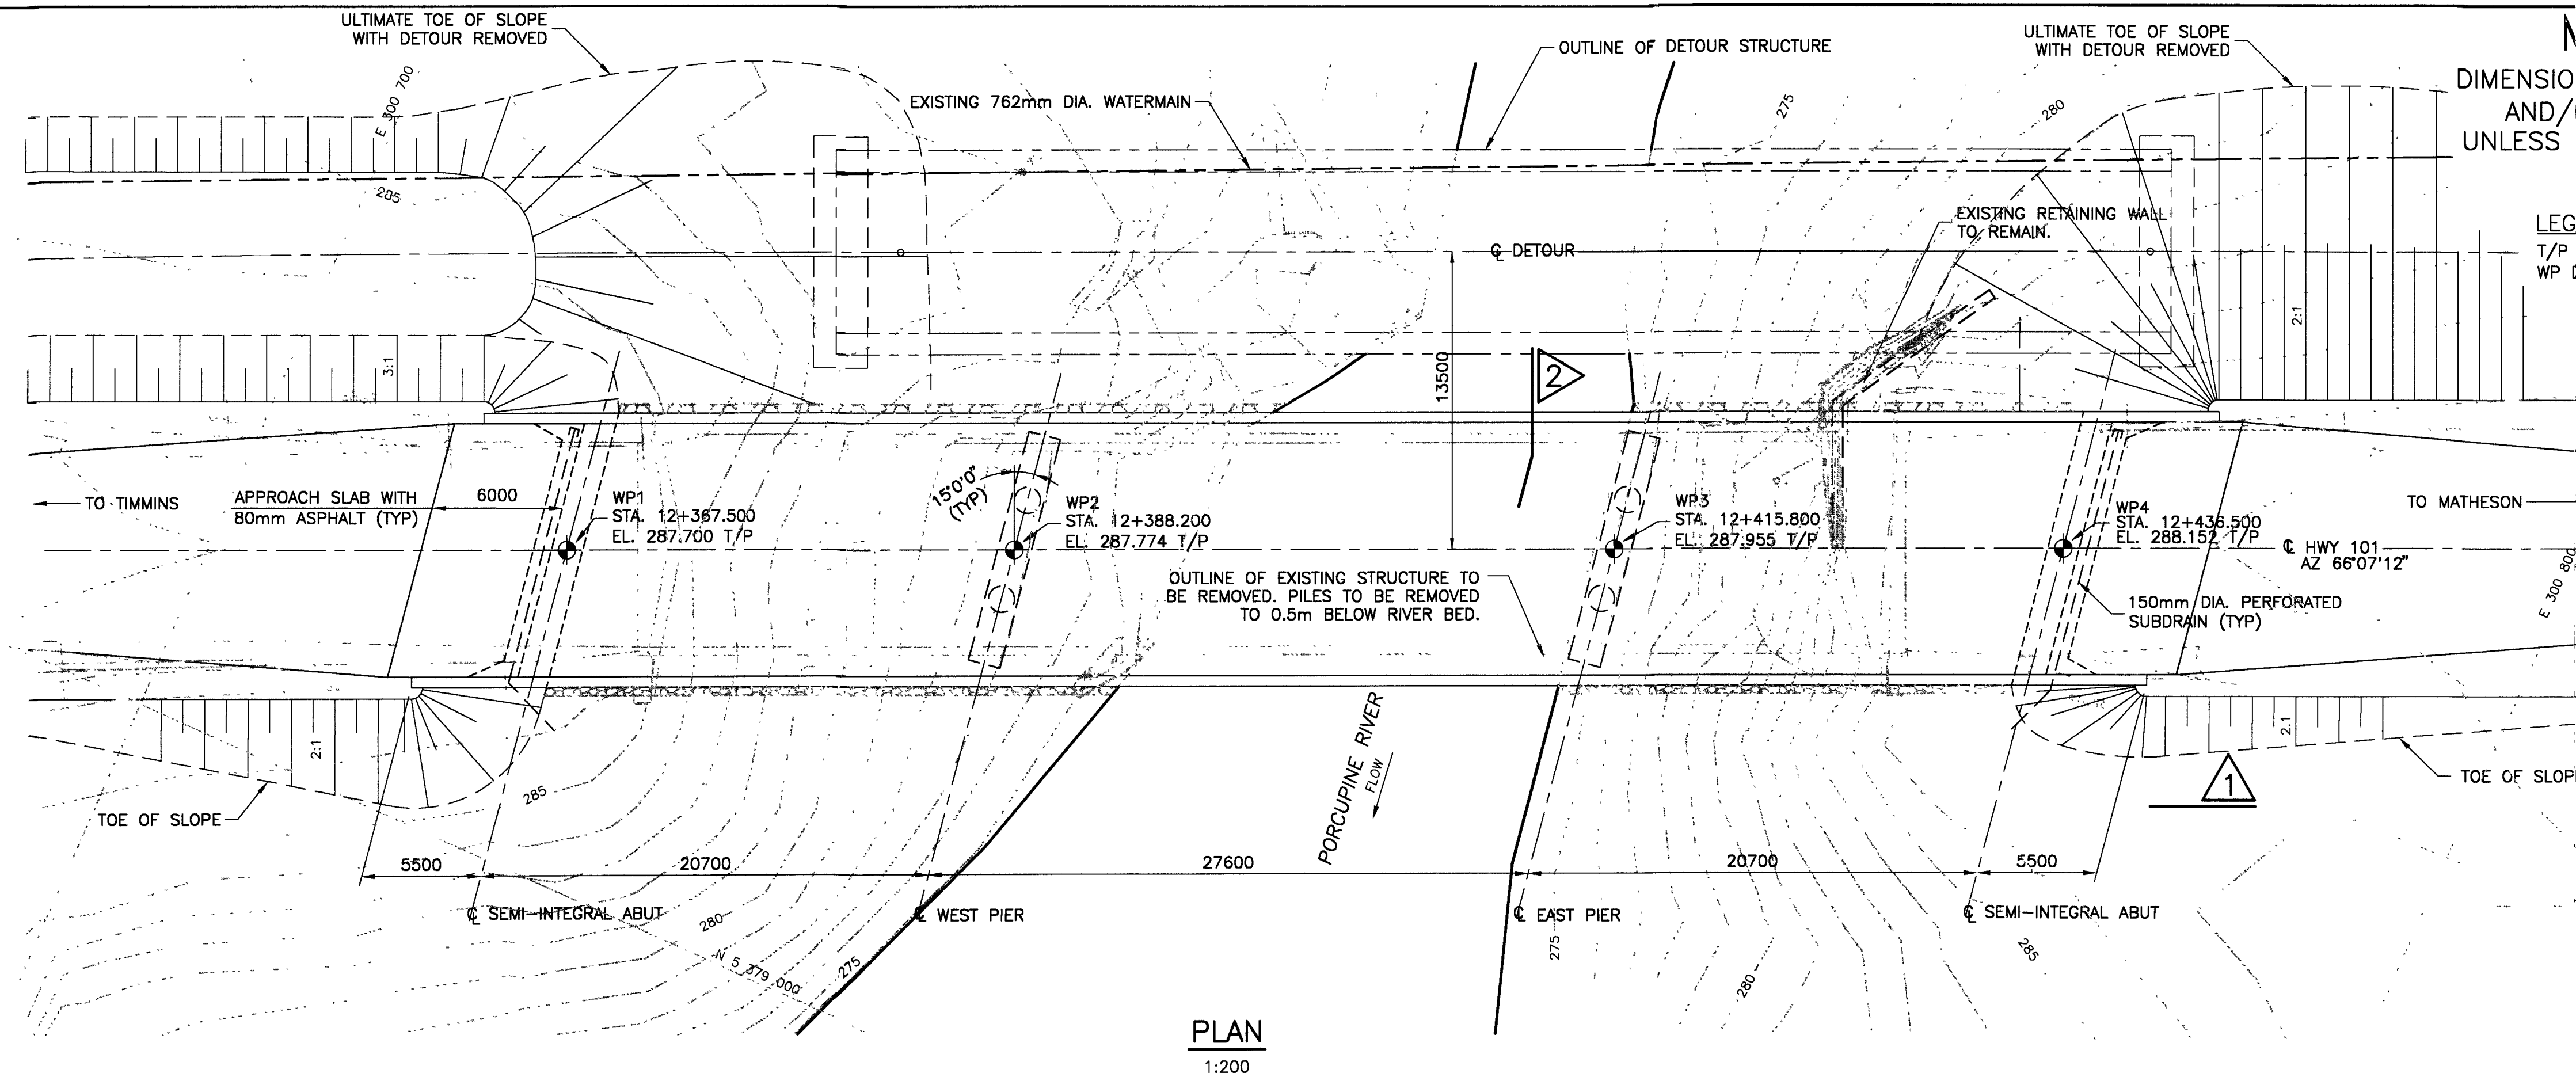 ULTIMATE TOE OF SLOPE
WITH DETOUR REMOVED
E 300 700
OUTLINE OF DETOUR STRUCTURE
EXISTING 762mm DIA. WATERMAIN
275
280
ULTIMATE TOE OF SLOPE
WITH DETOUR REMOVED
DIMENSIO
AND/
UNLESS
285
EXISTING RETAINING WALL
TO REMAIN.
LEG
T/P
WP
℄ DETOUR
2:1
3:1
13500
2
TO TIMMINS
APPROACH SLAB WITH
80mm ASPHALT (TYP)
6000
WP1
STA. 12+367.500
EL. 287.700 T/P
15°0'0"
(TYP)
WP2
STA. 12+388.200
EL. 287.774 T/P
WP3
STA. 12+415.800
EL. 287.955 T/P
WP4
STA. 12+436.500
EL. 288.152 T/P
TO MATHESON
℄ HWY 101
AZ 66°07'12"
E 300 800
OUTLINE OF EXISTING STRUCTURE TO
BE REMOVED. PILES TO BE REMOVED
TO 0.5m BELOW RIVER BED.
150mm DIA. PERFORATED
SUBDRAIN (TYP)
2:1
2:1
PORCUPINE RIVER
FLOW
1
TOE OF SLOPE
285
TOE OF SLOP
5500
20700
27600
20700
5500
℄ SEMI-INTEGRAL ABUT
280
℄ WEST PIER
℄ EAST PIER
℄ SEMI-INTEGRAL ABUT
N 5 379 000
275
275
280
285
PLAN
1:200